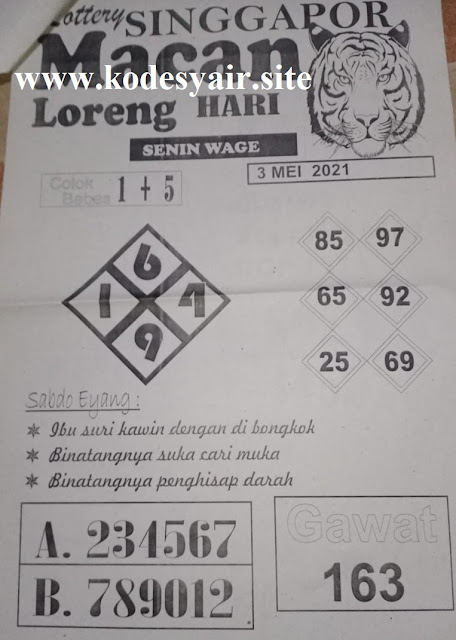 Lottery SINGGAPOR
Macan
www.kodesyair.site
Loreng HARI
SENIN WAGE
3 MEI 2021
Colok
Bebas 1 + 5
6
1 4
9
85 97
65 92
25 69
Sabdo Eyang :
Ibu suri kawin dengan di bongkok
Binatangnya suka cari muka
Binatangnya penghisap darah
A. 234567
B. 789012
Gawat
163